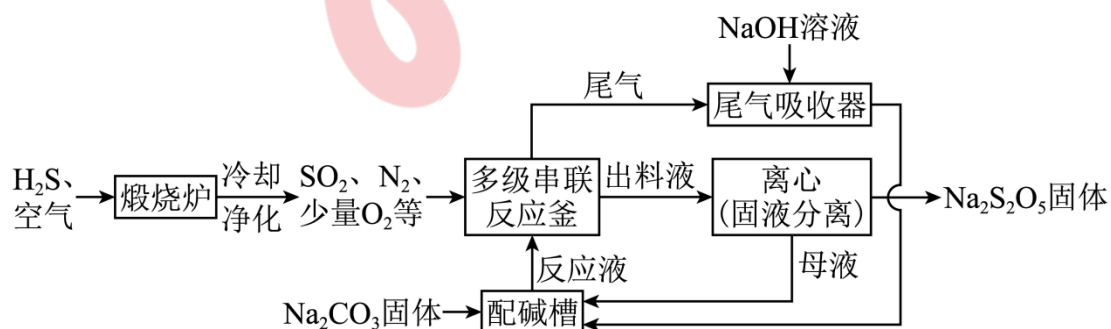 NaOH溶液
尾气
尾气吸收器
H₂S、
空气
煅烧炉
冷却
净化
SO₂、N₂、
少量O₂等
多级串联
反应釜
出料液
离心
(固液分离)
Na₂S₂O₅固体
反应液
母液
Na₂CO₃固体
配碱槽